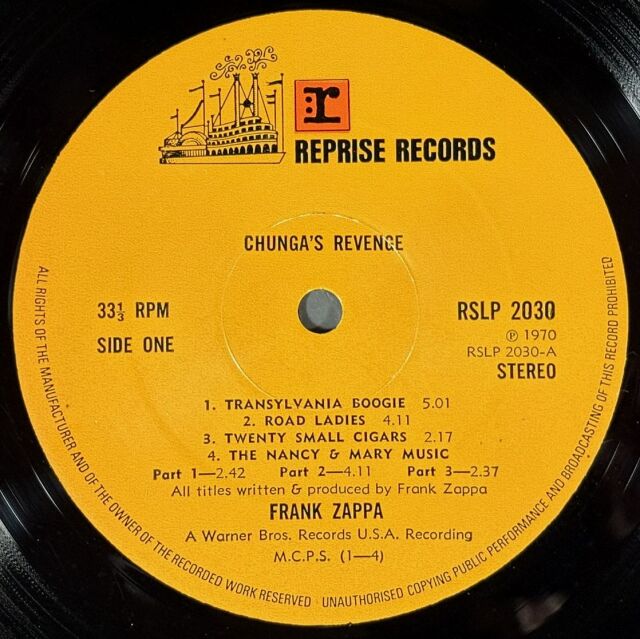 r:
REPRISE RECORDS
CHUNGA'S REVENGE
33⅓ RPM
SIDE ONE
RSLP 2030
℗ 1970
RSLP 2030-A
STEREO
1. TRANSYLVANIA BOOGIE 5.01
2. ROAD LADIES 4.11
3. TWENTY SMALL CIGARS 2.17
4. THE NANCY & MARY MUSIC
Part 1—2.42 Part 2—4.11 Part 3—2.37
All titles written & produced by Frank Zappa
FRANK ZAPPA
A Warner Bros. Records U.S.A. Recording
M.C.P.S. (1—4)
ALL RIGHTS OF THE MANUFACTURER AND OF THE OWNER OF THE RECORDED WORK RESERVED · UNAUTHORISED COPYING PUBLIC PERFORMANCE AND BROADCASTING OF THIS RECORD PROHIBITED